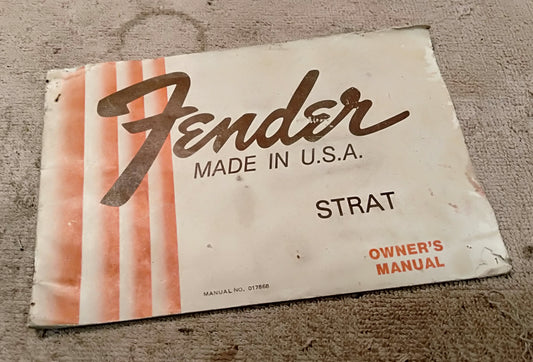 Fender
MADE IN U.S.A.
STRAT
OWNER'S
MANUAL
MANUAL NO. 017868